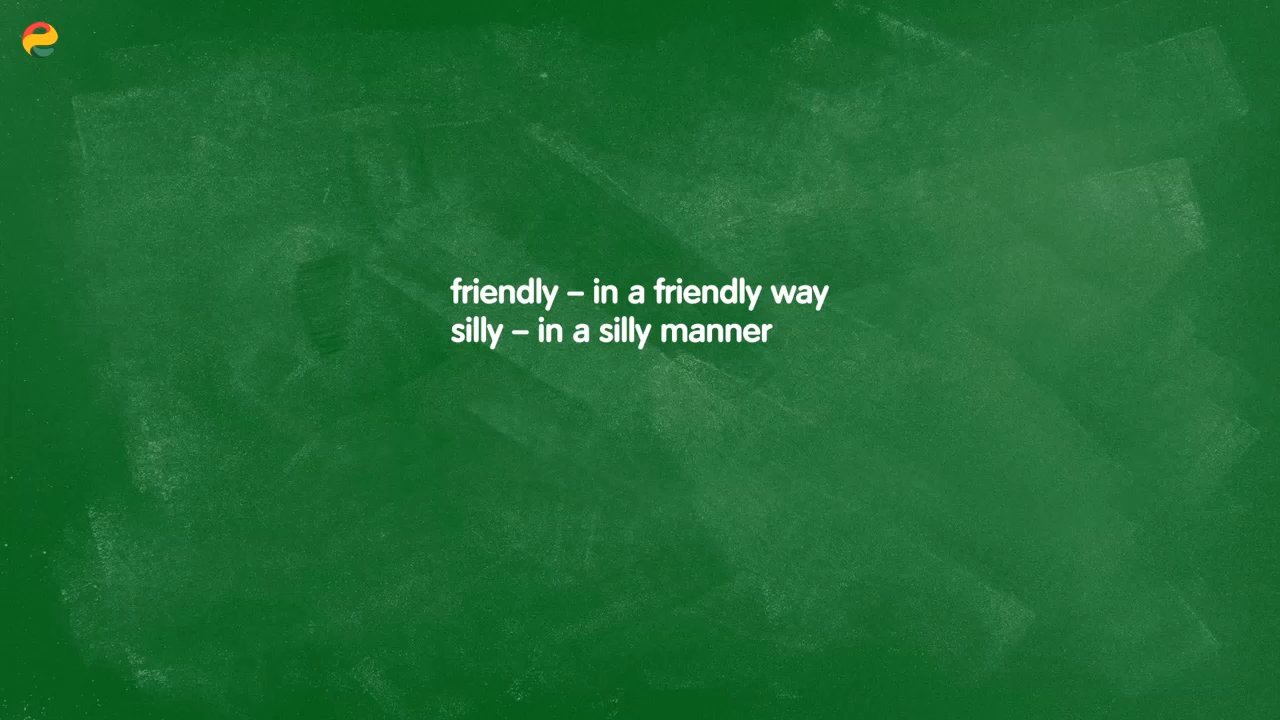 friendly – in a friendly way
silly – in a silly manner